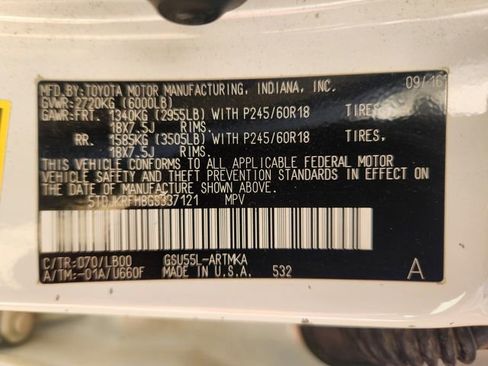 MFD.BY:TOYOTA MOTOR MANUFACTURING, INDIANA, INC. 09/16
GVWR:2720KG (6000LB)
GAWR:FRT. 1340KG (2955LB) WITH P245/60R18 TIRES,
18X7.5J RIMS.
RR. 1585KG (3505LB) WITH P245/60R18 TIRES,
18X7.5J RIMS.
THIS VEHICLE CONFORMS TO ALL APPLICABLE FEDERAL MOTOR
VEHICLE SAFETY AND THEFT PREVENTION STANDARDS IN EFFECT ON
THE DATE OF MANUFACTURE SHOWN ABOVE.
5TDJKRFH8GS337121 MPV
C/TR:070/LB00 GSU55L-ARTMKA
A/TM:-01A/U660F MADE IN U.S.A. 532 A